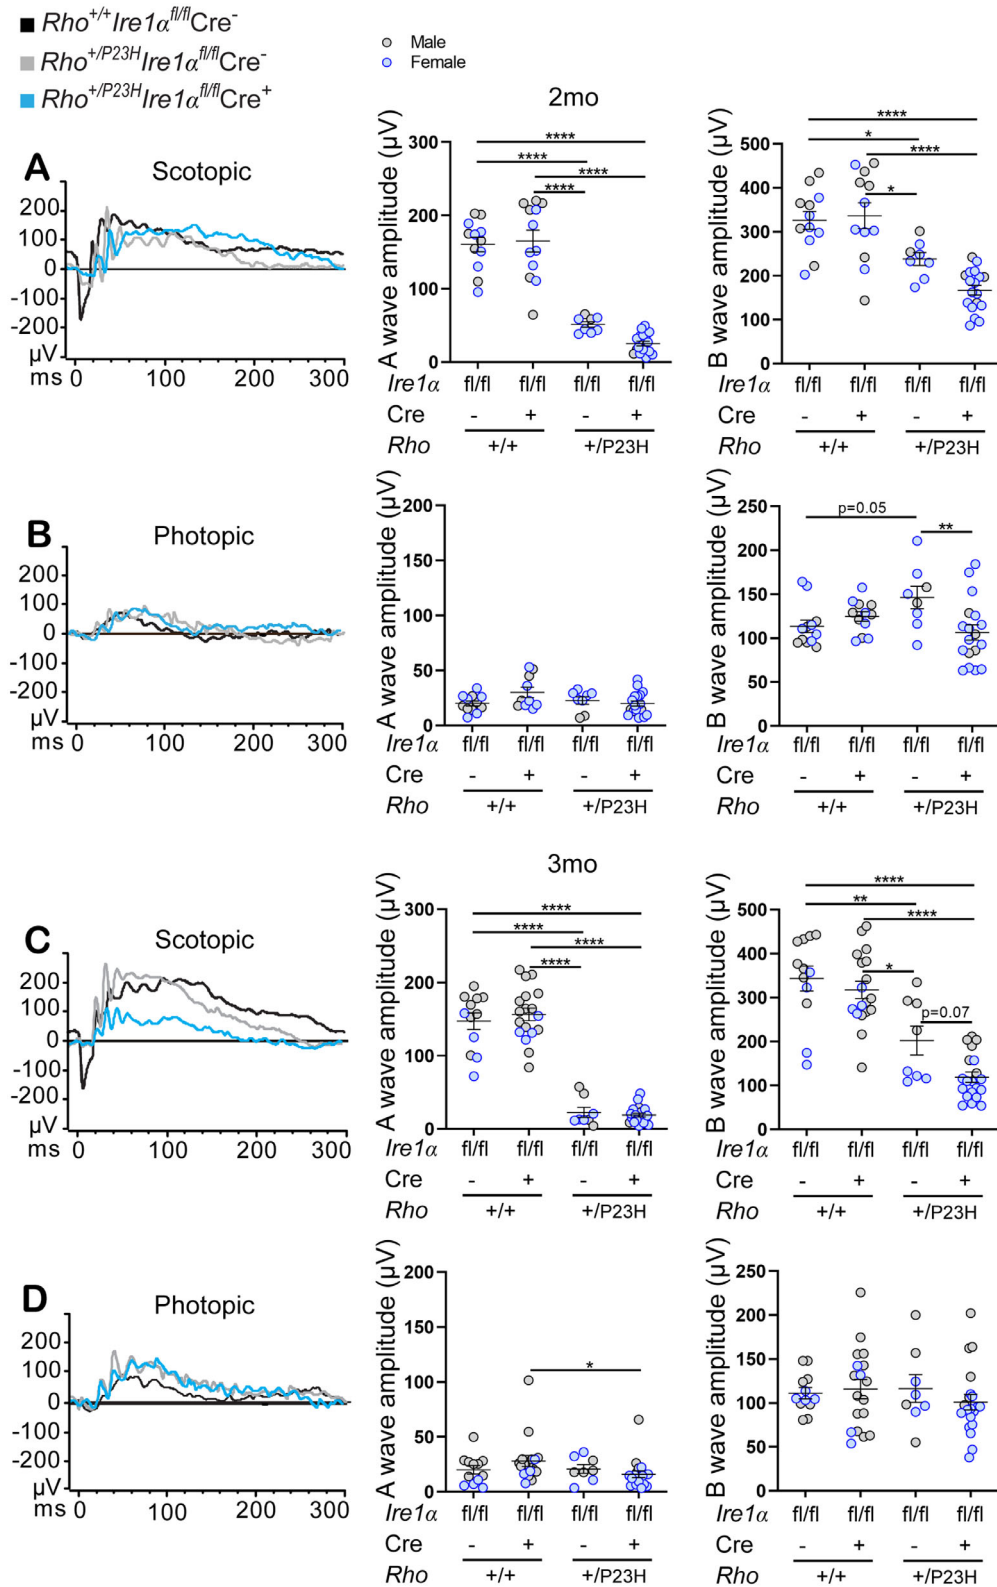 Rho+/+Ire1αfl/flCre-
Rho+/P23HIre1αfl/flCre-
Rho+/P23HIre1αfl/flCre+
Male
Female
2mo
A
Scotopic
200
100
0
-100
-200
µV
ms 0 100 200 300
A wave amplitude (µV)
300
200
100
0
**** **** **** ****
Ire1α fl/fl fl/fl fl/fl fl/fl
Cre - + - +
Rho +/+ +/P23H
B wave amplitude (µV)
500
400
300
200
100
0
**** * **** *
Ire1α fl/fl fl/fl fl/fl fl/fl
Cre - + - +
Rho +/+ +/P23H
B
Photopic
200
100
0
-100
-200
µV
ms 0 100 200 300
A wave amplitude (µV)
200
150
100
50
0
Ire1α fl/fl fl/fl fl/fl fl/fl
Cre - + - +
Rho +/+ +/P23H
B wave amplitude (µV)
250
200
150
100
50
0
p=0.05 **
Ire1α fl/fl fl/fl fl/fl fl/fl
Cre - + - +
Rho +/+ +/P23H
3mo
C
Scotopic
200
100
0
-100
-200
µV
ms 0 100 200 300
A wave amplitude (µV)
300
200
100
0
**** **** **** ****
Ire1α fl/fl fl/fl fl/fl fl/fl
Cre - + - +
Rho +/+ +/P23H
B wave amplitude (µV)
500
400
300
200
100
0
**** ** **** * p=0.07
Ire1α fl/fl fl/fl fl/fl fl/fl
Cre - + - +
Rho +/+ +/P23H
D
Photopic
200
100
0
-100
-200
µV
ms 0 100 200 300
A wave amplitude (µV)
200
150
100
50
0
*
Ire1α fl/fl fl/fl fl/fl fl/fl
Cre - + - +
Rho +/+ +/P23H
B wave amplitude (µV)
250
200
150
100
50
0
Ire1α fl/fl fl/fl fl/fl fl/fl
Cre - + - +
Rho +/+ +/P23H